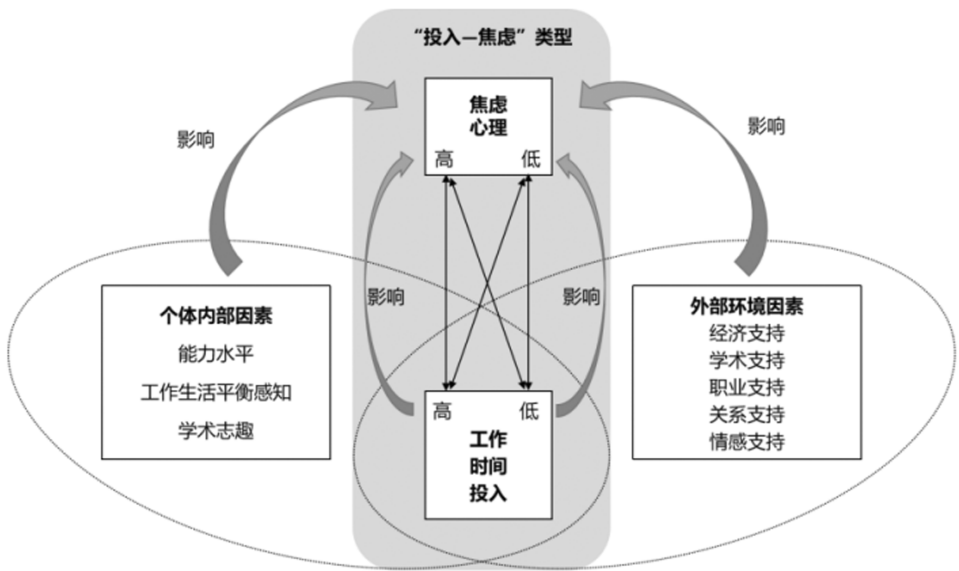 “投入—焦虑”类型
焦虑
心理
高 低
影响
影响
影响
影响
个体内部因素
能力水平
工作生活平衡感知
学术志趣
外部环境因素
经济支持
学术支持
职业支持
关系支持
情感支持
高 低
工作
时间
投入